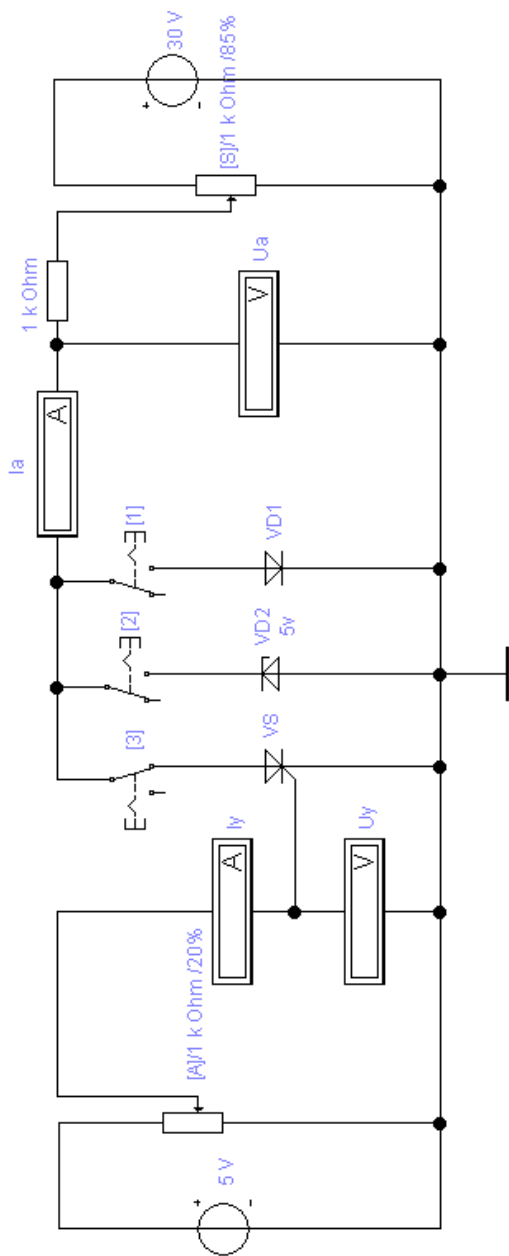 30 V
[S]/1 k Ohm /85%
1 k Ohm
Ua
V
Ia
A
[1]
VD1
[2]
VD2
5v
[3]
VS
Iy
A
Uy
V
[A]/1 k Ohm /20%
5 V